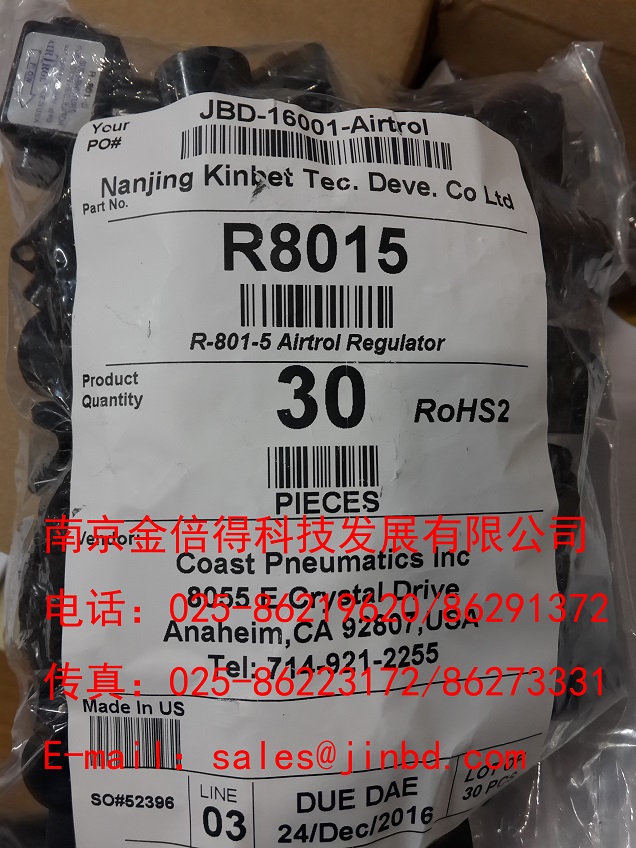 R-801-5
Your
PO#
JBD-16001-Airtrol
Nanjing Kinbet Tec. Deve. Co Ltd
Part No.
R8015
R-801-5 Airtrol Regulator
Product
Quantity
30
RoHS2
PIECES
南京金倍得科技发展有限公司
Vendor:
Coast Pneumatics Inc
8055 E Crystal Drive
电话：025-86219620/86291372
Anaheim,CA 92807,USA
Tel: 714-921-2255
传真：025-86223172/86273331
Made In US
E-mail：sales@jinbd.com
SO#52396
LINE
03
DUE DAE
24/Dec/2016
LOT
30 PCS